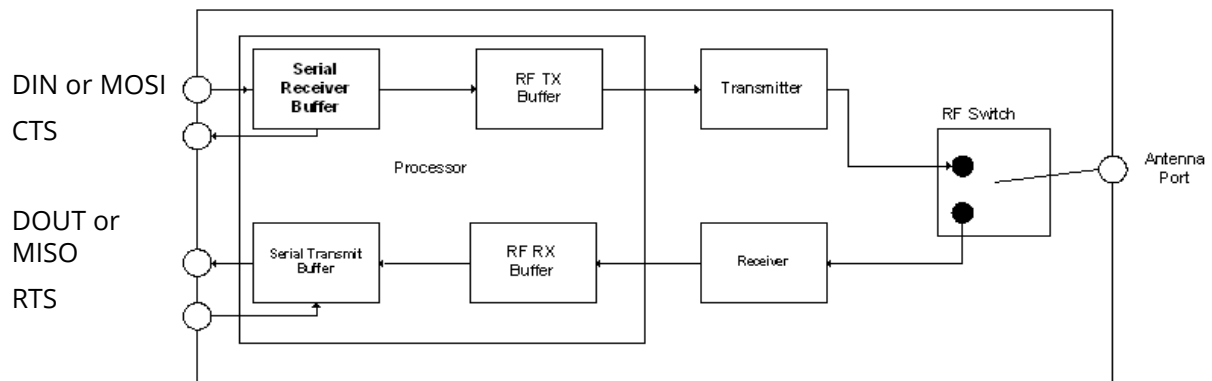 DIN or MOSI
CTS
DOUT or
MISO
RTS
Serial
Receiver
Buffer
RF TX
Buffer
Transmitter
RF Switch
Antenna
Port
Processor
Serial Transmit
Buffer
RF RX
Buffer
Receiver